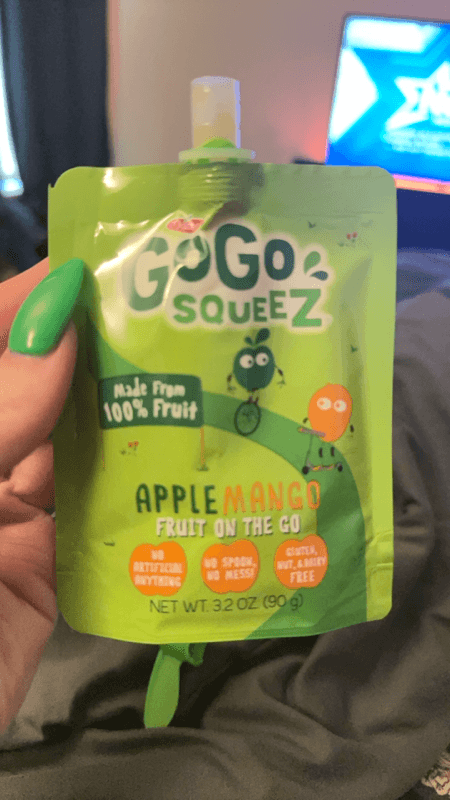 GoGo
SQUEEZ
Made From
100% Fruit
APPLE MANGO
FRUIT ON THE GO
NO
ARTIFICIAL
ANYTHING
NO SPOON,
NO MESS!
GLUTEN,
NUT, & DAIRY
FREE
NET WT. 3.2 OZ. (90 g)